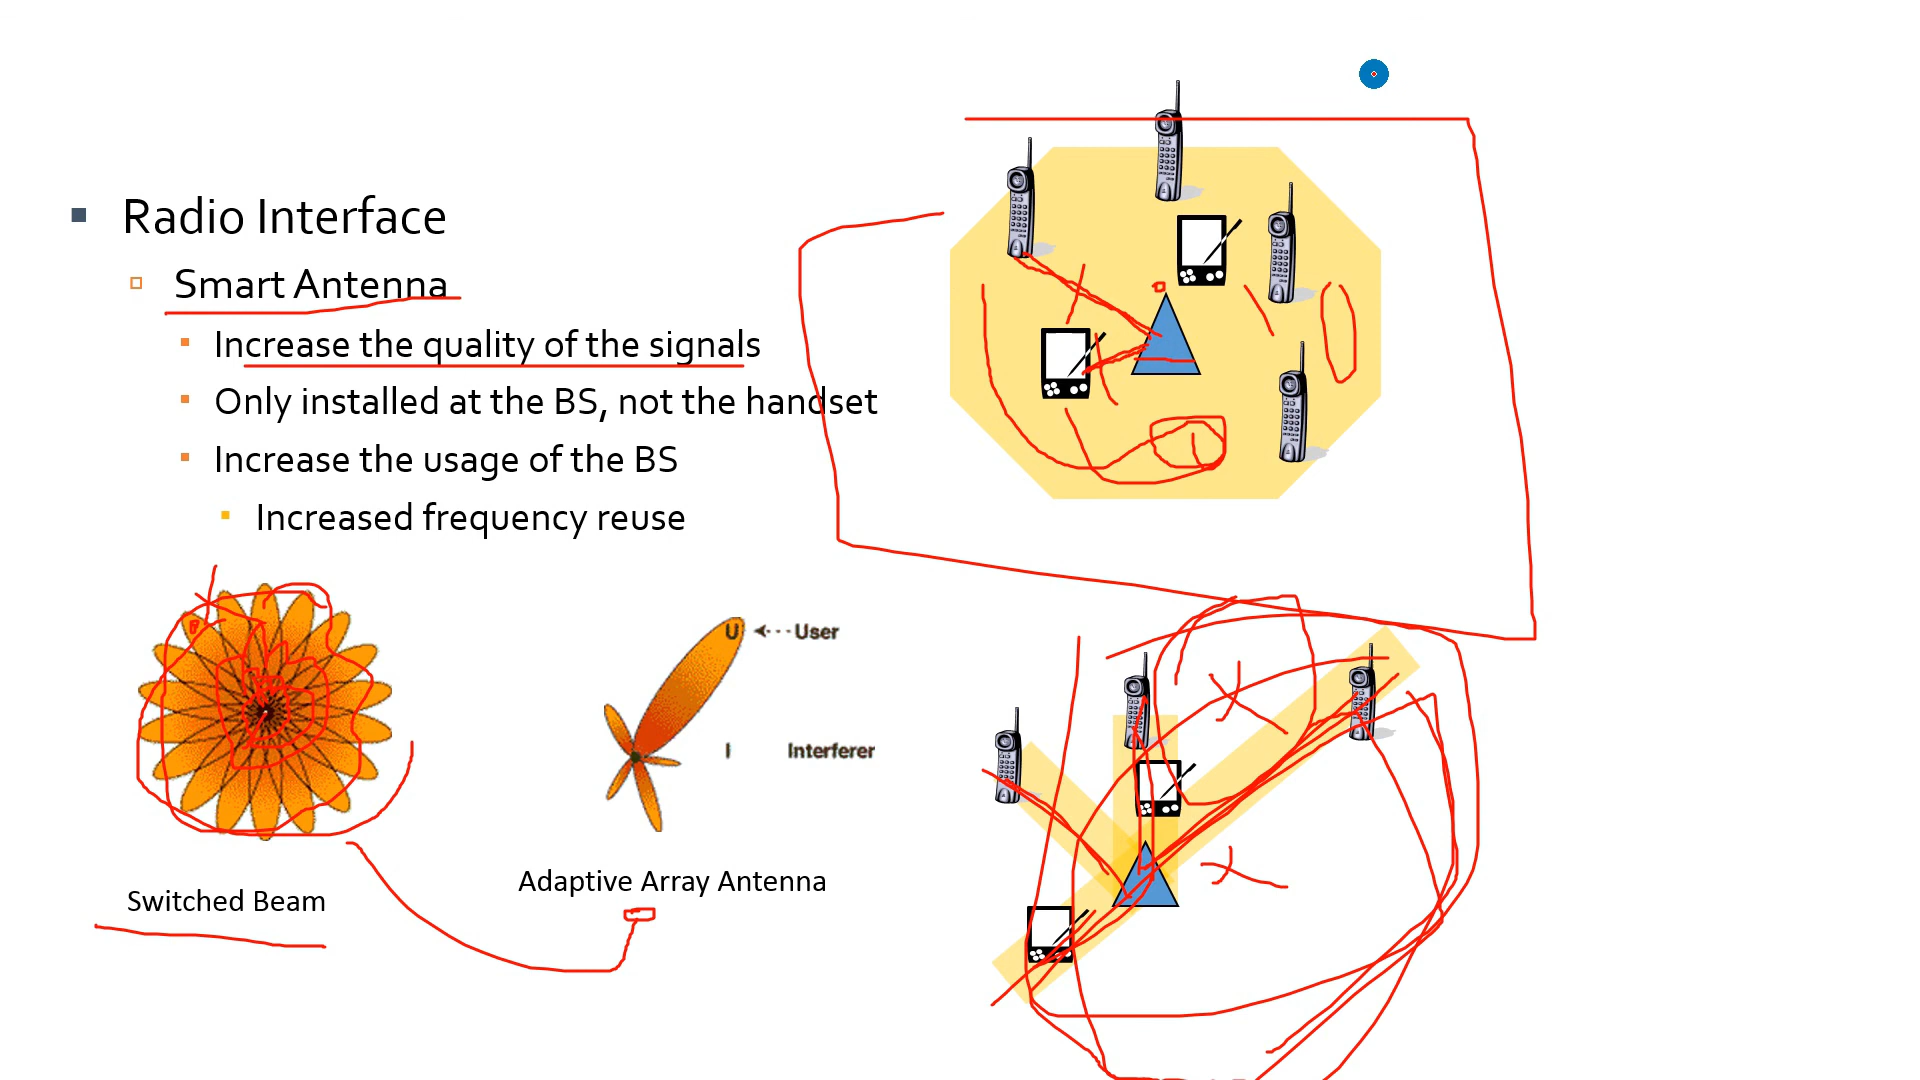 Radio Interface
Smart Antenna
Increase the quality of the signals
Only installed at the BS, not the handset
Increase the usage of the BS
Increased frequency reuse
U User
I Interferer
Switched Beam
Adaptive Array Antenna